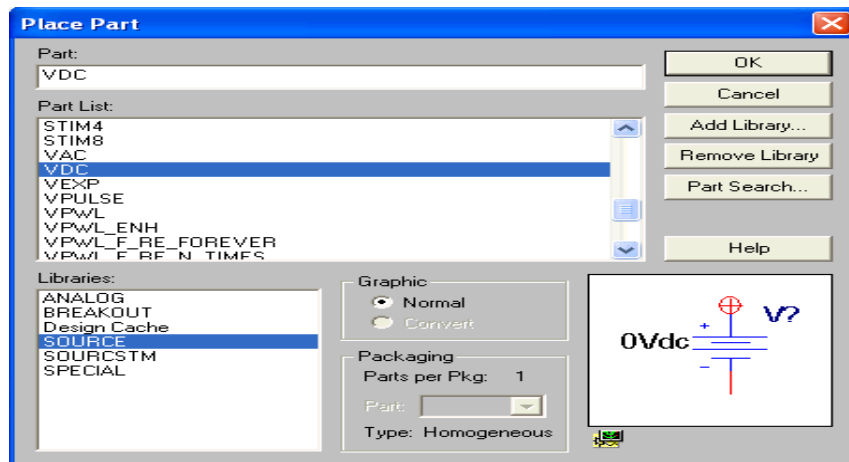 Place Part
Part:
VDC
OK
Cancel
Part List:
STIM4
STIM8
VAC
VDC
VEXP
VPULSE
VPWL
VPWL_ENH
VPWL_F_RE_FOREVER
VPWL_F_RE_N_TIMES
Add Library...
Remove Library
Part Search...
Help
Libraries:
ANALOG
BREAKOUT
Design Cache
SOURCE
SOURCSTM
SPECIAL
Graphic
Normal
Convert
Packaging
Parts per Pkg: 1
Part:
Type: Homogeneous
V?
+
0Vdc
-